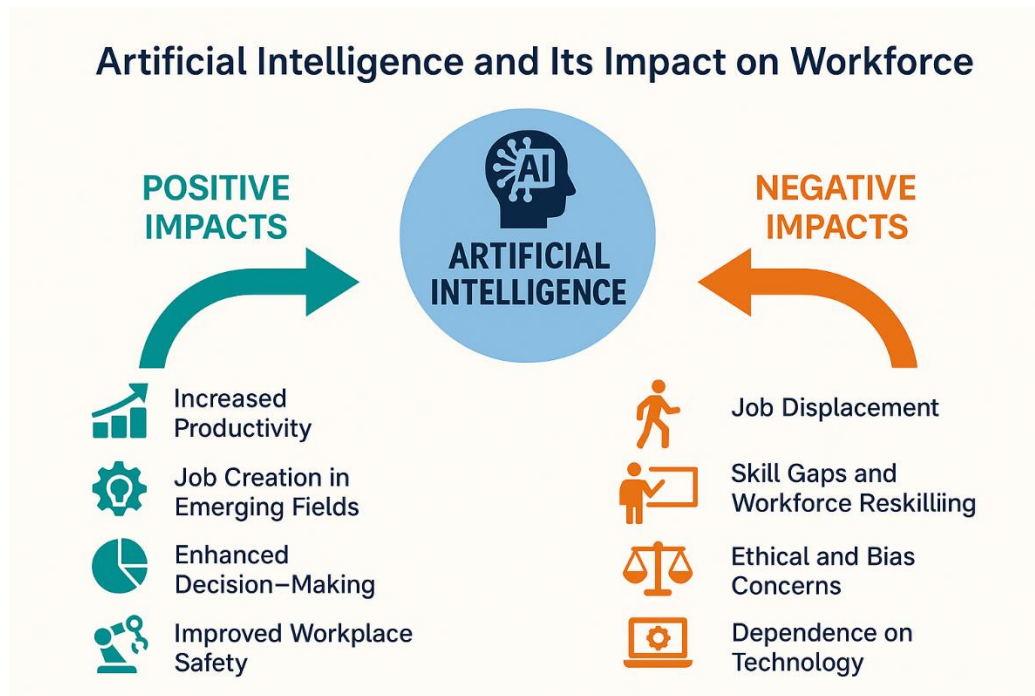 Artificial Intelligence and Its Impact on Workforce
AI
ARTIFICIAL
INTELLIGENCE
POSITIVE
IMPACTS
Increased
Productivity
Job Creation in
Emerging Fields
Enhanced
Decision–Making
Improved Workplace
Safety
NEGATIVE
IMPACTS
Job Displacement
Skill Gaps and
Workforce Reskilliing
Ethical and Bias
Concerns
Dependence on
Technology